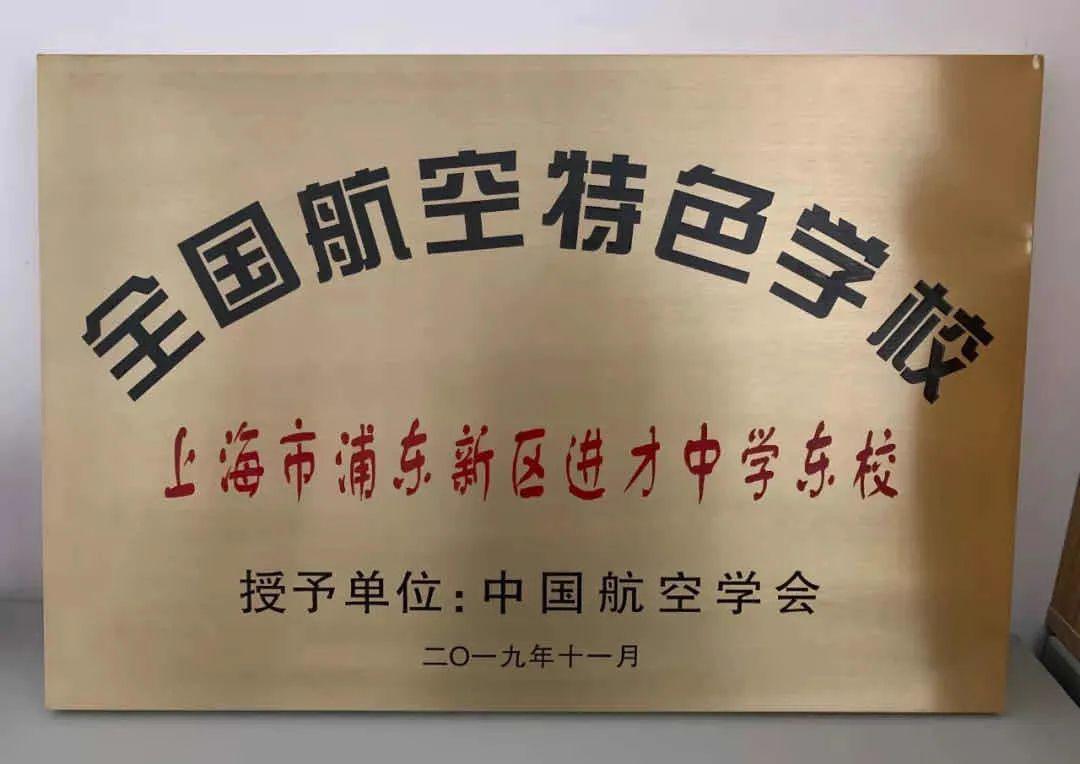 全国航空特色学校
上海市浦东新区进才中学东校
授予单位:中国航空学会
二〇一九年十一月